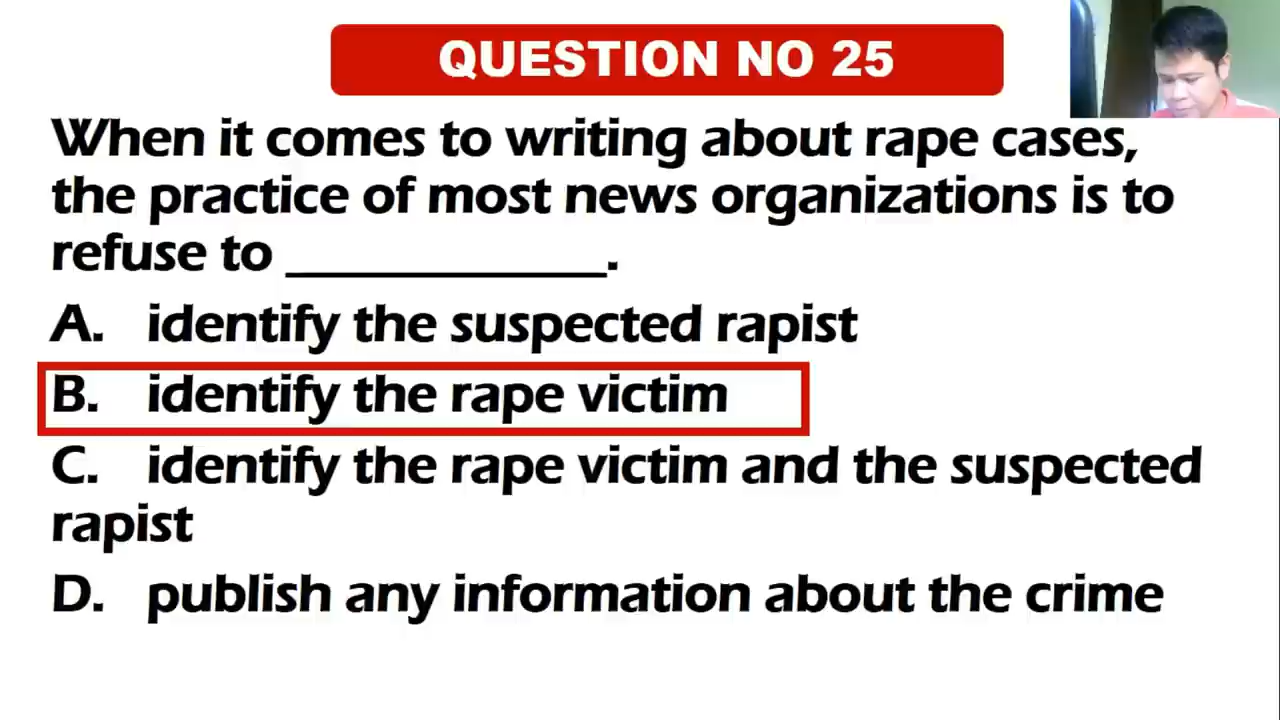 QUESTION NO 25
When it comes to writing about rape cases,
the practice of most news organizations is to
refuse to _____________.
A. identify the suspected rapist
B. identify the rape victim
C. identify the rape victim and the suspected
rapist
D. publish any information about the crime